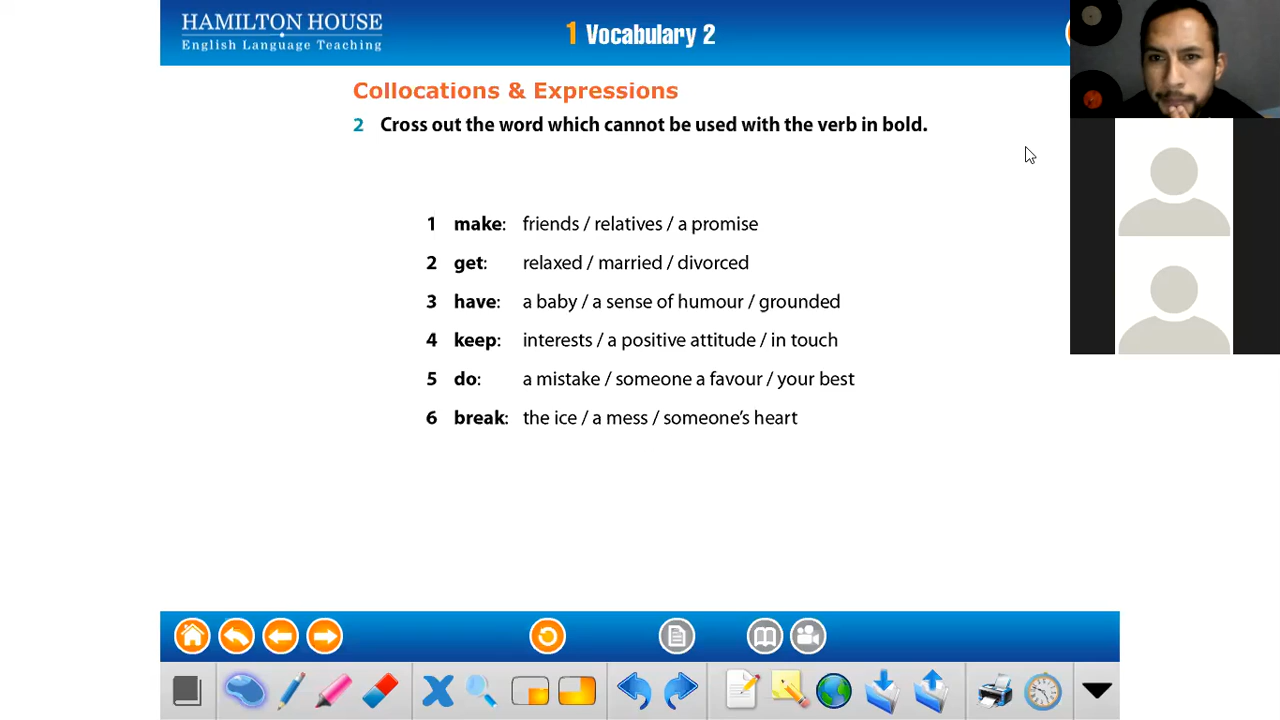 HAMILTON HOUSE
English Language Teaching
1 Vocabulary 2
Collocations & Expressions
2 Cross out the word which cannot be used with the verb in bold.
1 make: friends / relatives / a promise
2 get: relaxed / married / divorced
3 have: a baby / a sense of humour / grounded
4 keep: interests / a positive attitude / in touch
5 do: a mistake / someone a favour / your best
6 break: the ice / a mess / someone's heart